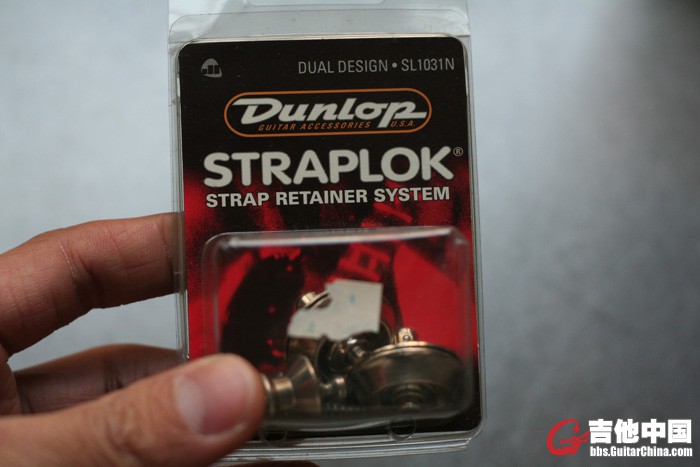 DUAL DESIGN • SL1031N
DUNLOP
GUITAR ACCESSORIES U.S.A.
STRAPLOK®
STRAP RETAINER SYSTEM
吉他中国
bbs.GuitarChina.com